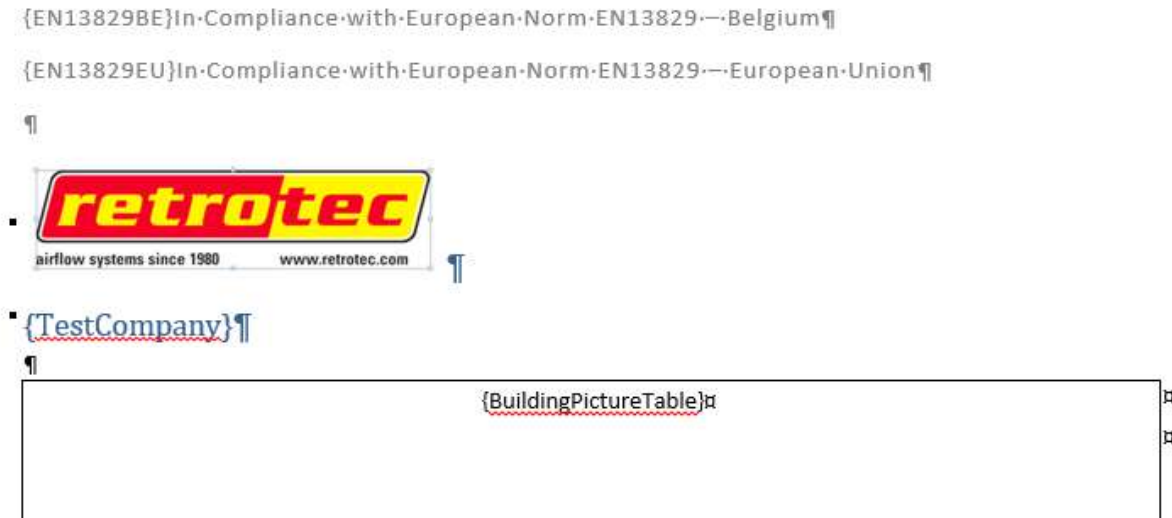 {EN13829BE}In·Compliance·with·European·Norm·EN13829·–·Belgium¶
{EN13829EU}In·Compliance·with·European·Norm·EN13829·–·European·Union¶
¶
retrotec
airflow systems since 1980 www.retrotec.com ¶
{TestCompany}¶
¶
{BuildingPictureTable}¤ ¤
¤